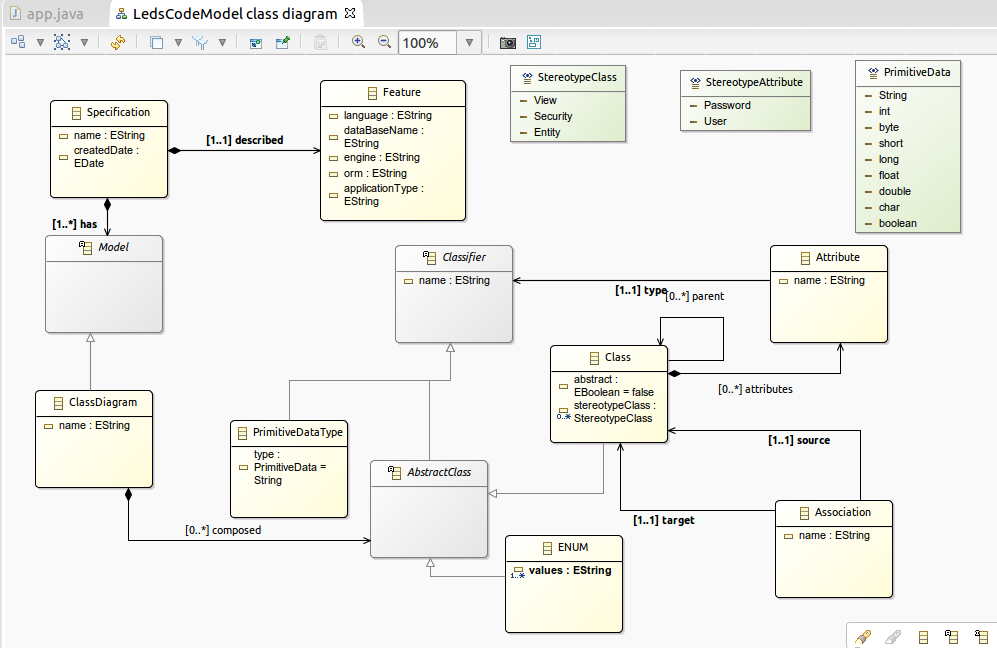 app.java
LedsCodeModel class diagram
100%
Specification
name : EString
createdDate :
EDate
[1..1] described
Feature
language : EString
dataBaseName :
EString
engine : EString
orm : EString
applicationType :
EString
StereotypeClass
View
Security
Entity
StereotypeAttribute
Password
User
PrimitiveData
String
int
byte
short
long
float
double
char
boolean
[1..*] has
Model
Classifier
name : EString
[1..1] type
[0..*] parent
Attribute
name : EString
Class
abstract :
EBoolean = false
stereotypeClass :
0..*
StereotypeClass
[0..*] attributes
ClassDiagram
name : EString
PrimitiveDataType
type :
PrimitiveData =
String
AbstractClass
[0..*] composed
[1..1] source
[1..1] target
Association
name : EString
ENUM
values : EString
1..*